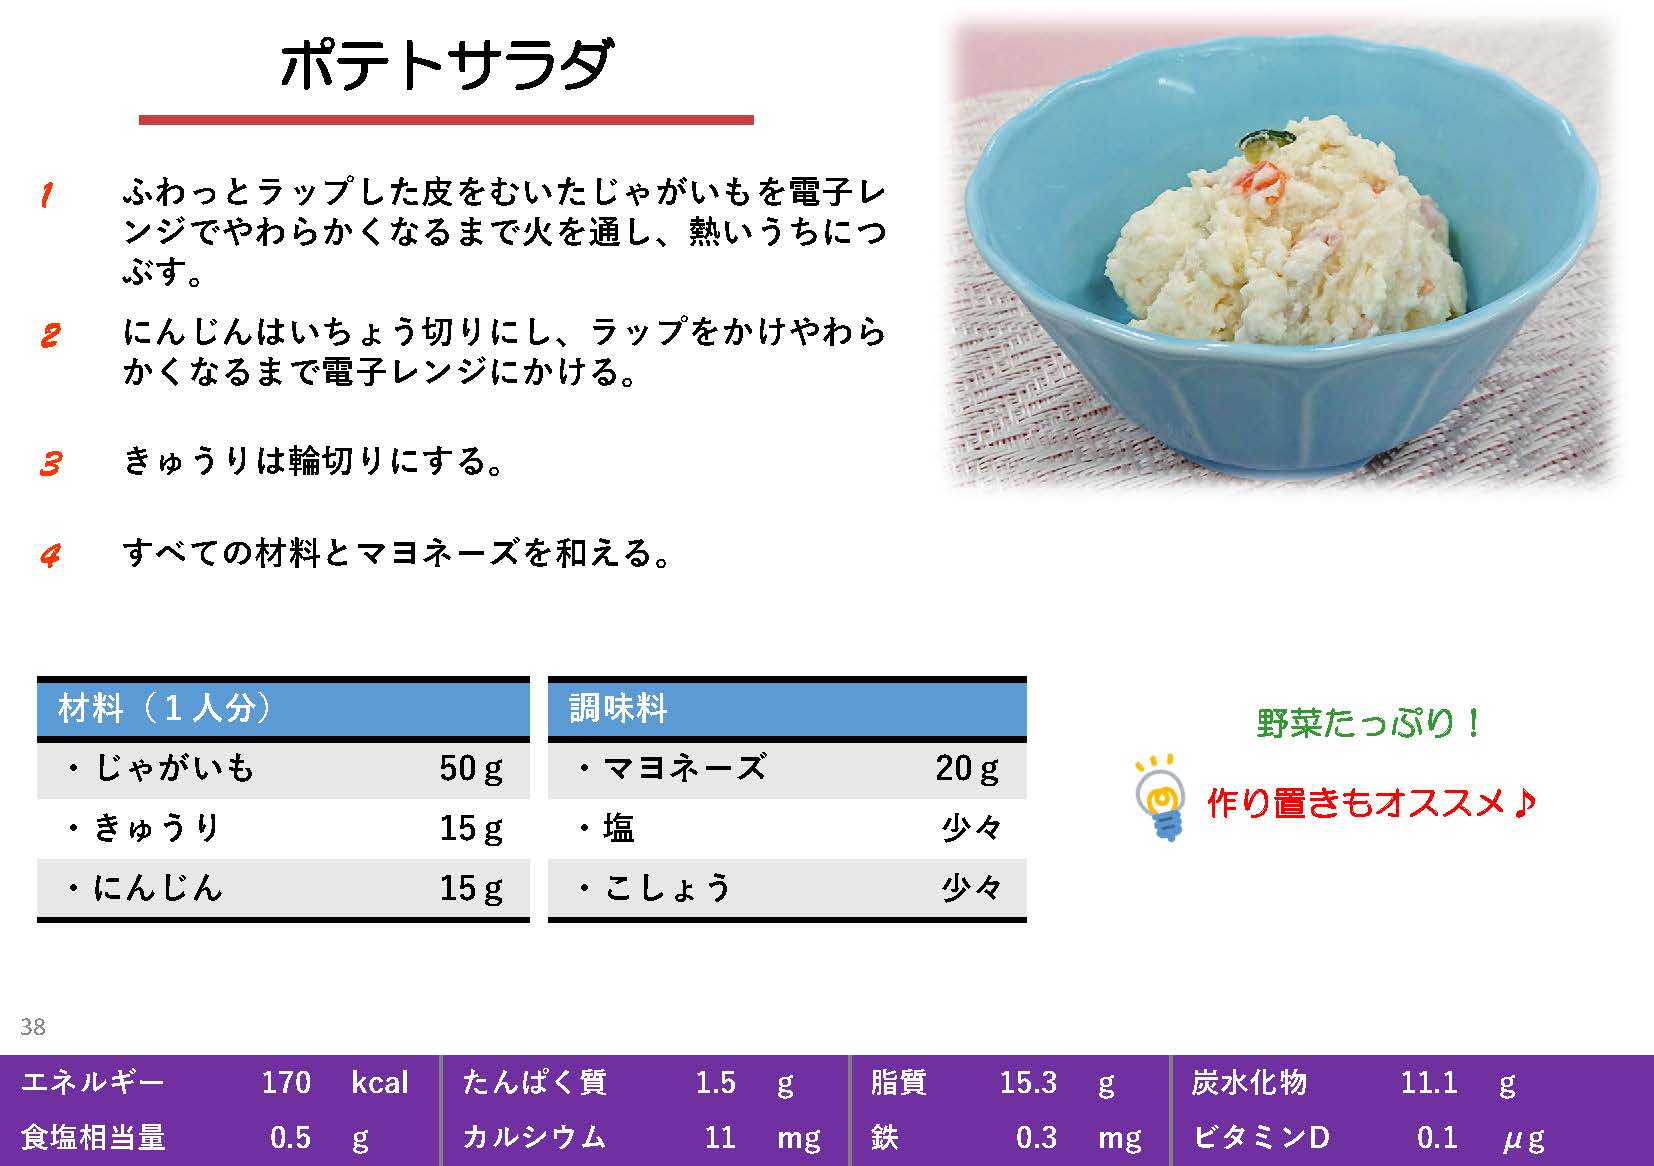 ポテトサラダ
1 ふわっとラップした皮をむいたじゃがいもを電子レ
ンジでやわらかくなるまで火を通し、熱いうちにつ
ぶす。
2 にんじんはいちょう切りにし、ラップをかけやわら
かくなるまで電子レンジにかける。
3 きゅうりは輪切りにする。
4 すべての材料とマヨネーズを和える。
材料（１人分）
・じゃがいも 50ｇ
・きゅうり 15ｇ
・にんじん 15ｇ
調味料
・マヨネーズ 20ｇ
・塩 少々
・こしょう 少々
野菜たっぷり！
作り置きもオススメ♪
38
エネルギー 170 kcal たんぱく質 1.5 g 脂質 15.3 g 炭水化物 11.1 g
食塩相当量 0.5 g カルシウム 11 mg 鉄 0.3 mg ビタミンD 0.1 μg